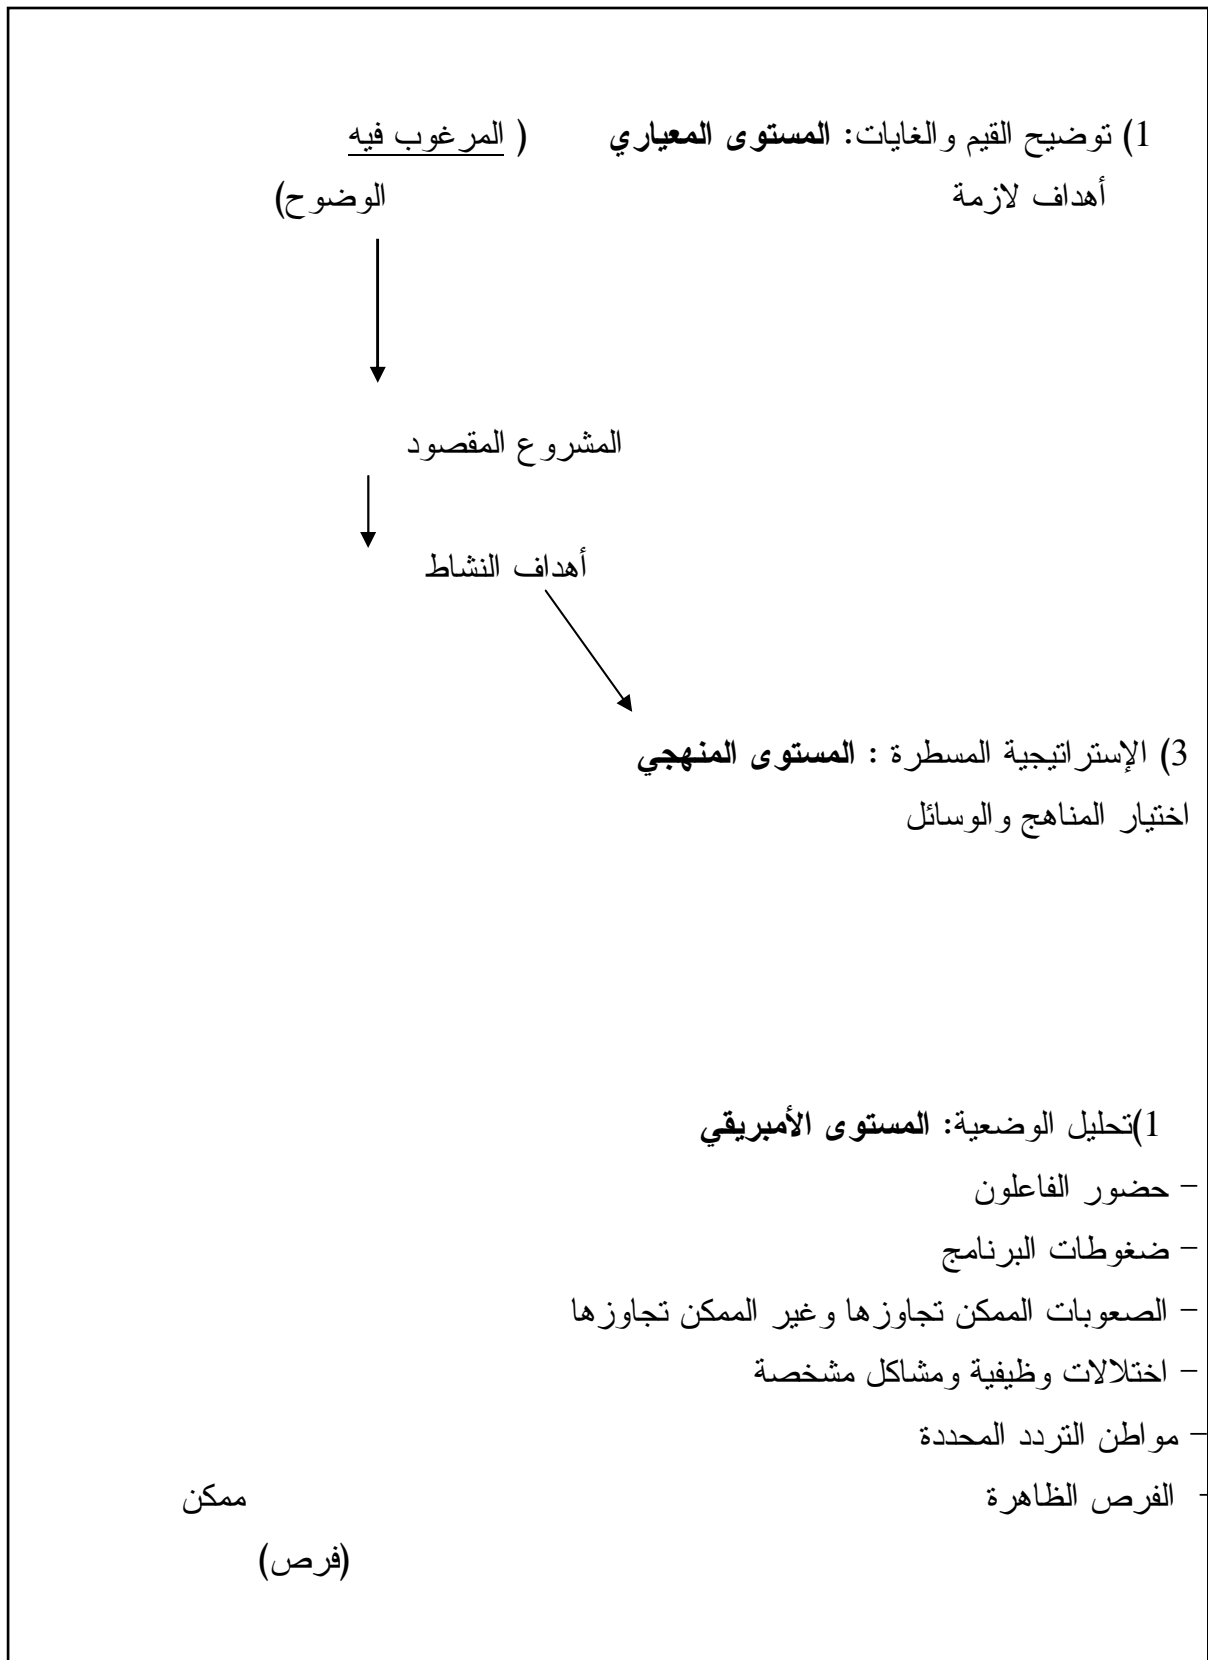 1) توضيح القيم والغايات: المستوى المعياري ( المرغوب فيه
أهداف لازمة الوضوح)
المشروع المقصود
أهداف النشاط
3) الإستراتيجية المسطرة : المستوى المنهجي
اختيار المناهج والوسائل
1)تحليل الوضعية: المستوى الأمبريقي
- حضور الفاعلون
- ضغوطات البرنامج
- الصعوبات الممكن تجاوزها وغير الممكن تجاوزها
- اختلالات وظيفية ومشاكل مشخصة
- مواطن التردد المحددة
- الفرص الظاهرة ممكن
(فرص)